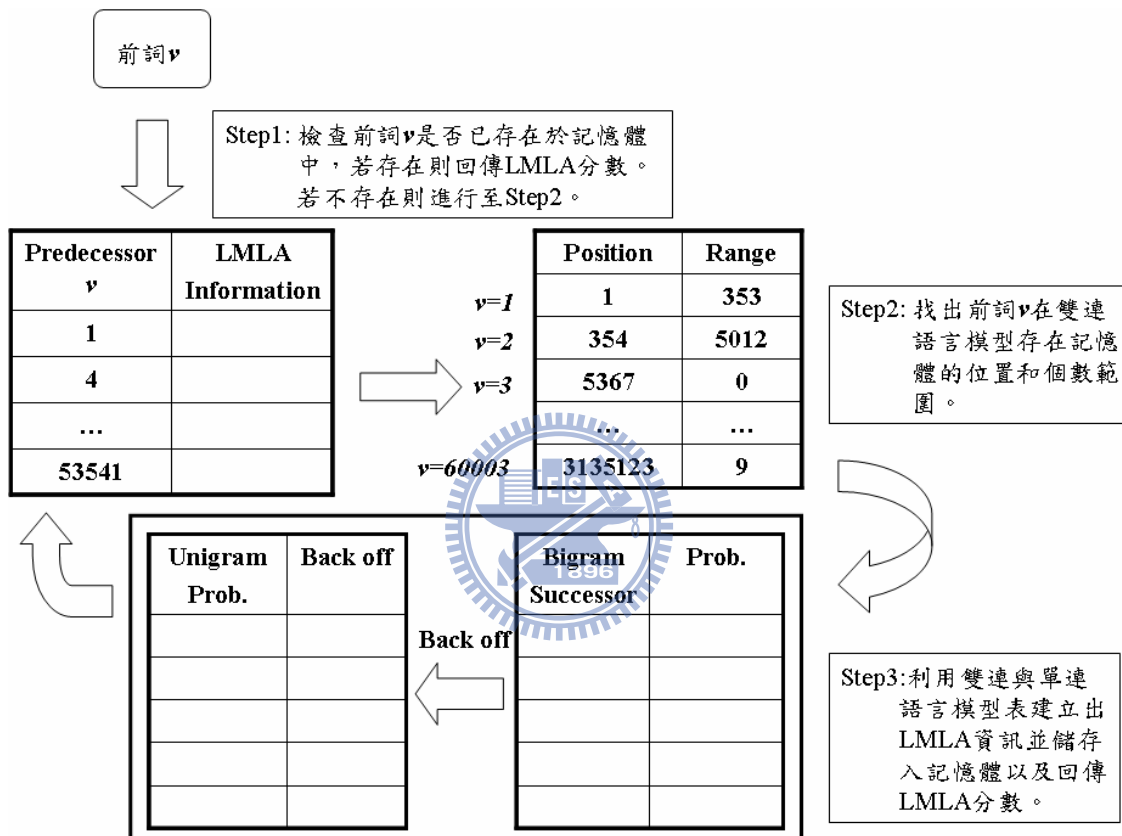 前詞v
Step1: 檢查前詞v是否已存在於記憶體
中，若存在則回傳LMLA分數。
若不存在則進行至Step2。
Predecessor v LMLA Information
1
4
…
53541
Position Range
v=1 1 353
v=2 354 5012
v=3 5367 0
… …
v=60003 3135123 9
Step2: 找出前詞v在雙連
語言模型存在記憶
體的位置和個數範
圍。
Unigram Prob. Back off
Back off
Bigram Successor Prob.
ES
1896
Step3:利用雙連與單連
語言模型表建立出
LMLA資訊並儲存
入記憶體以及回傳
LMLA分數。